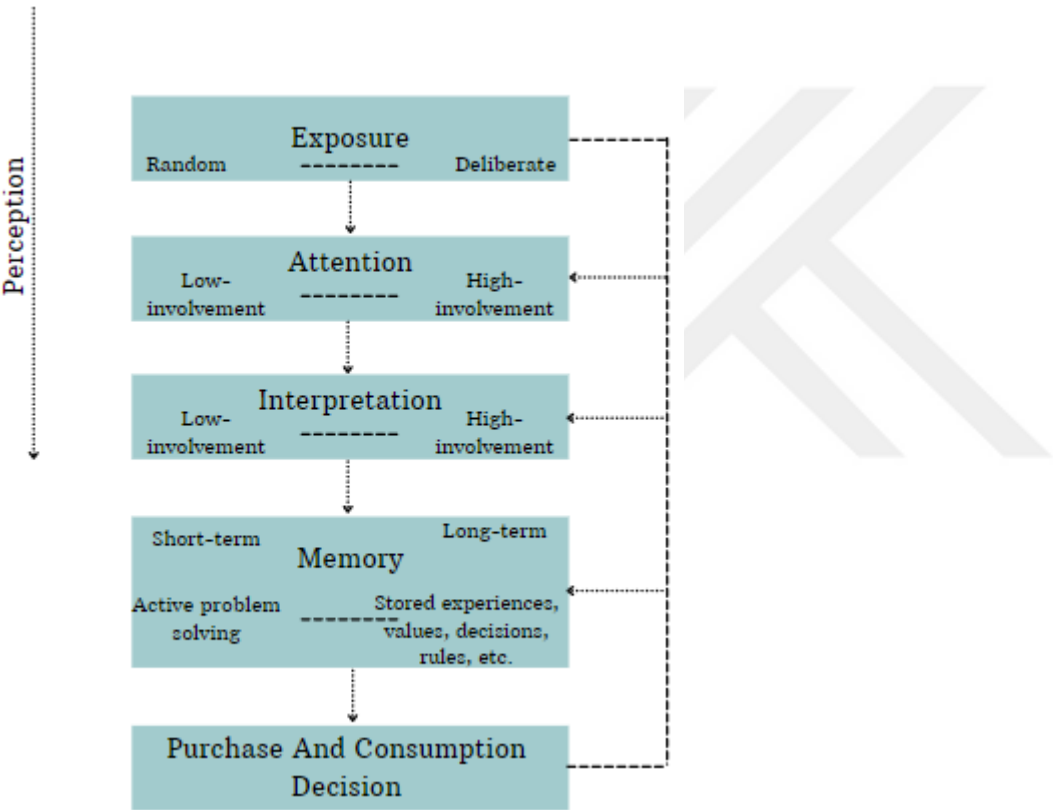 Perception
Exposure
Random
Deliberate
Attention
Low-
involvement
High-
involvement
Interpretation
Low-
involvement
High-
involvement
Short-term
Long-term
Memory
Active problem
solving
Stored experiences,
values, decisions,
rules, etc.
Purchase And Consumption
Decision